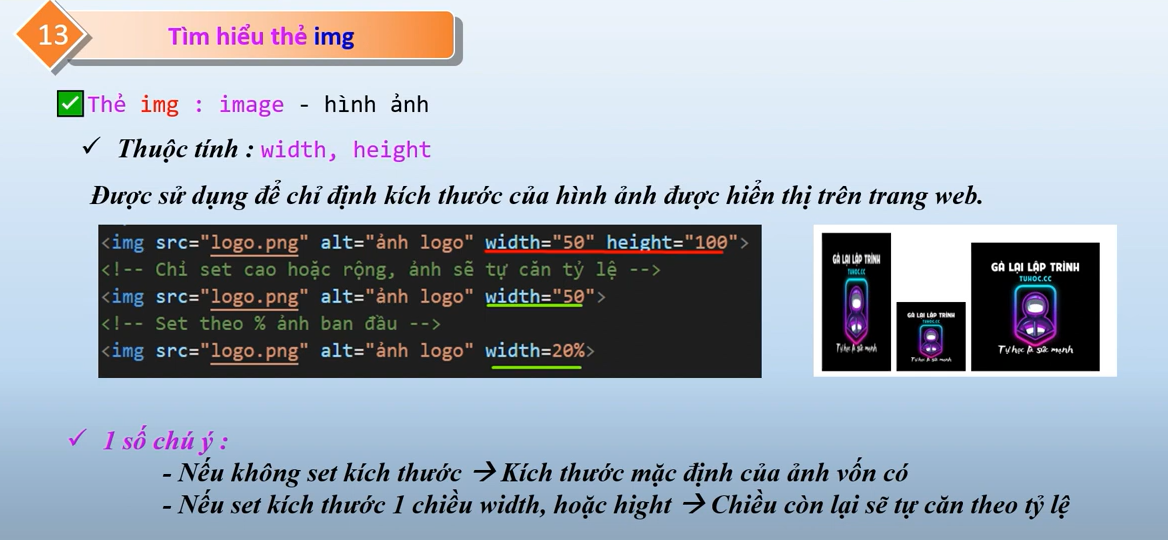 13
Tìm hiểu thẻ img
Thẻ img : image - hình ảnh
Thuộc tính : width, height
Được sử dụng để chỉ định kích thước của hình ảnh được hiển thị trên trang web.
<img src="logo.png" alt="ảnh logo" width="50" height="100">
<!-- Chỉ set cao hoặc rộng, ảnh sẽ tự căn tỷ lệ -->
<img src="logo.png" alt="ảnh logo" width="50">
<!-- Set theo % ảnh ban đầu -->
<img src="logo.png" alt="ảnh logo" width=20%>
GÀ LẠI LẬP TRÌNH
TUHOC.CC
Tự học là sức mạnh
GÀ LẠI LẬP TRÌNH
TUHOC.CC
Tự học là sức mạnh
GÀ LẠI LẬP TRÌNH
TUHOC.CC
Tự học là sức mạnh
1 số chú ý :
- Nếu không set kích thước → Kích thước mặc định của ảnh vốn có
- Nếu set kích thước 1 chiều width, hoặc hight → Chiều còn lại sẽ tự căn theo tỷ lệ